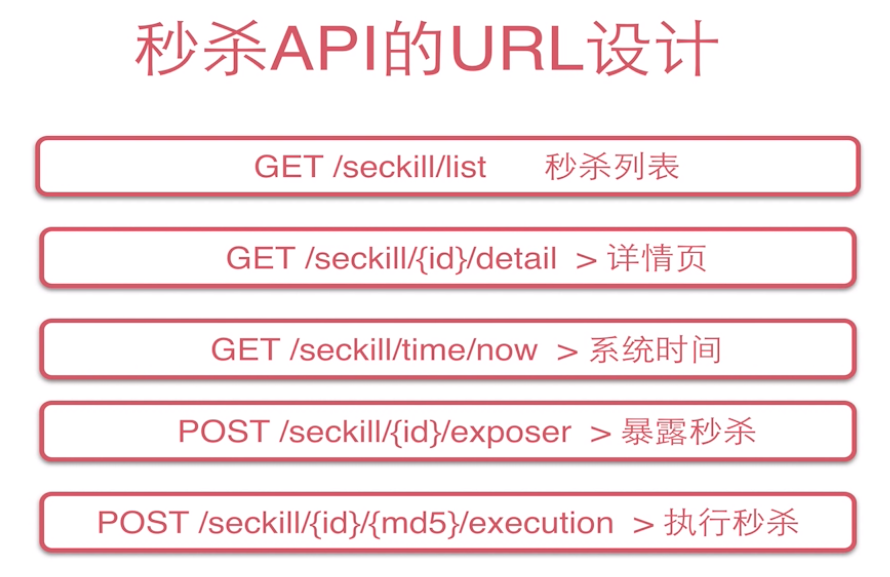 秒杀API的URL设计
GET /seckill/list 秒杀列表
GET /seckill/{id}/detail > 详情页
GET /seckill/time/now > 系统时间
POST /seckill/{id}/exposer > 暴露秒杀
POST /seckill/{id}/{md5}/execution > 执行秒杀